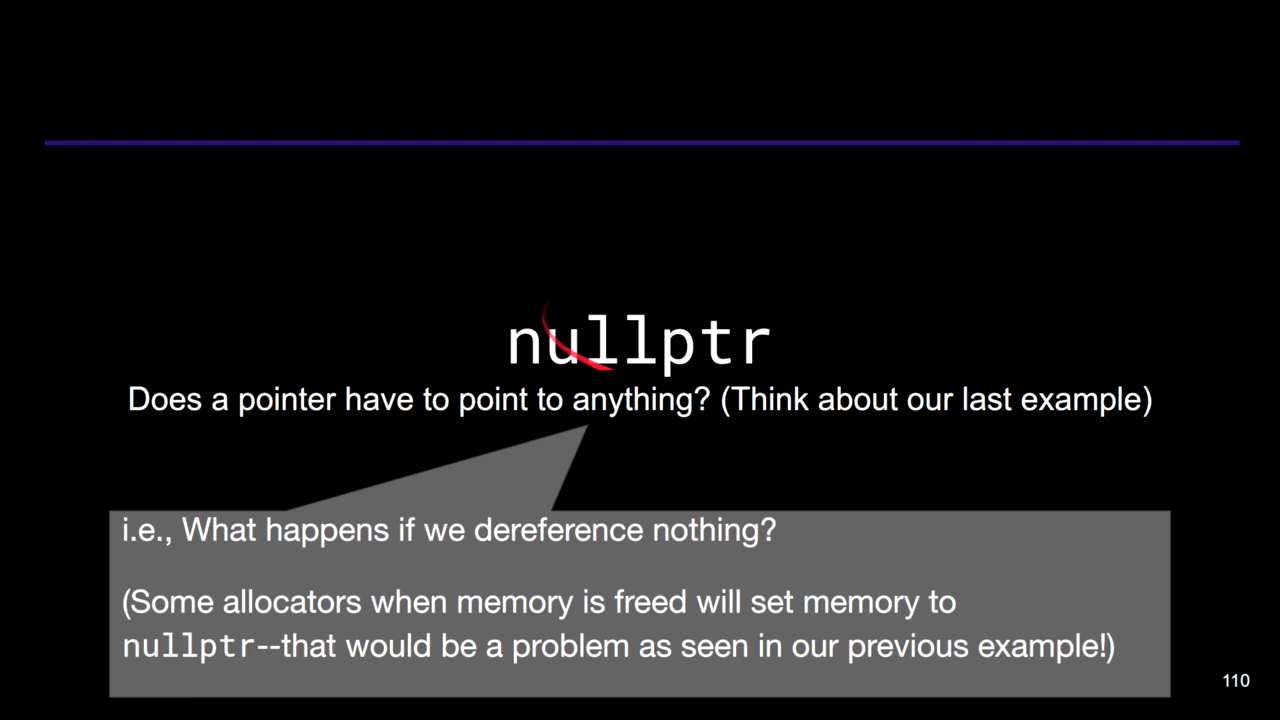 nullptr
Does a pointer have to point to anything? (Think about our last example)
i.e., What happens if we dereference nothing?
(Some allocators when memory is freed will set memory to
nullptr--that would be a problem as seen in our previous example!)
110